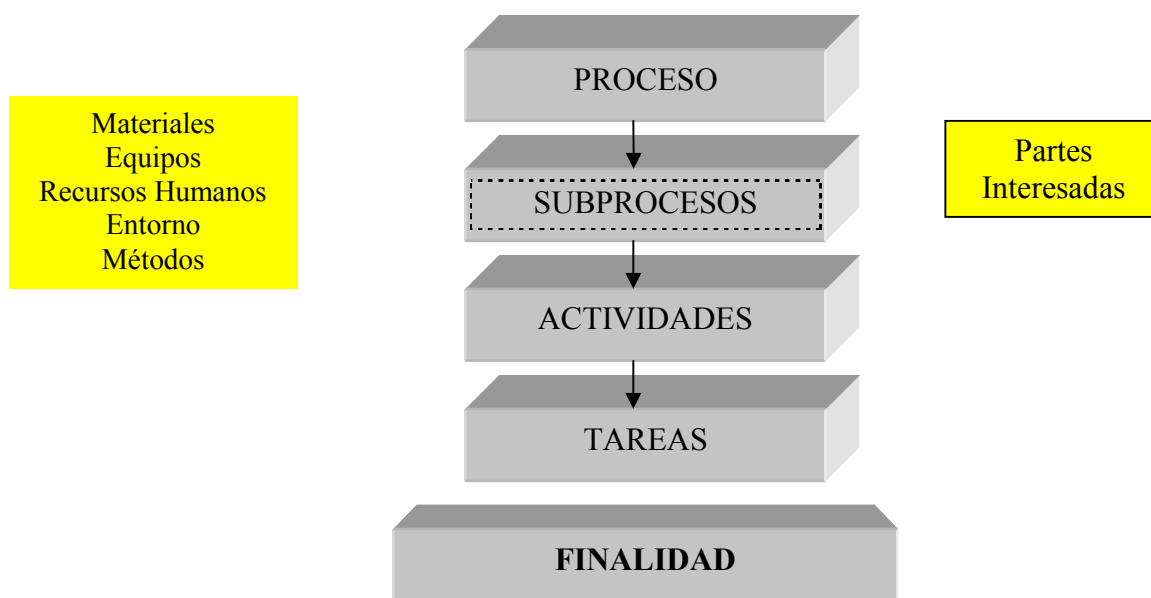 PROCESO
Materiales
Equipos
Recursos Humanos
Entorno
Métodos
Partes
Interesadas
SUBPROCESOS
ACTIVIDADES
TAREAS
FINALIDAD